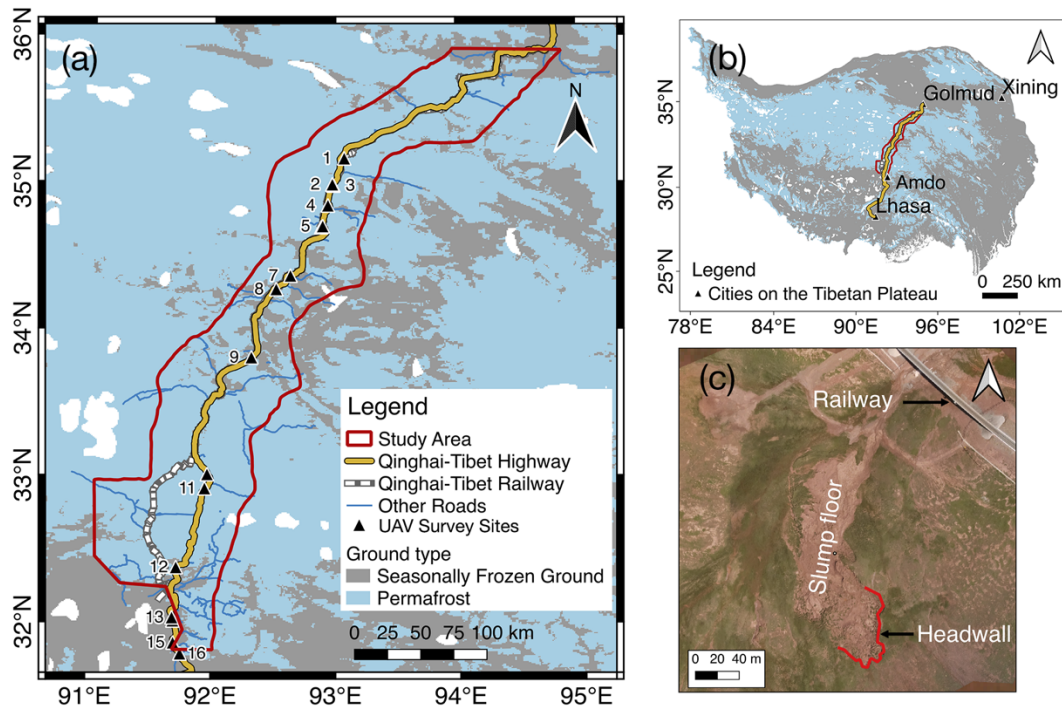 (a)
36°N
35°N
34°N
33°N
32°N
91°E
92°E
93°E
94°E
95°E
N
1
2
3
4
5
7
8
9
11
12
13
15
16
Legend
Study Area
Qinghai-Tibet Highway
Qinghai-Tibet Railway
Other Roads
UAV Survey Sites
Ground type
Seasonally Frozen Ground
Permafrost
0 25 50 75 100 km
(b)
35°N
30°N
25°N
78°E
84°E
90°E
96°E
102°E
Golmud
Xining
Amdo
Lhasa
Legend
Cities on the Tibetan Plateau
0 250 km
(c)
Railway
Slump floor
Headwall
0 20 40 m